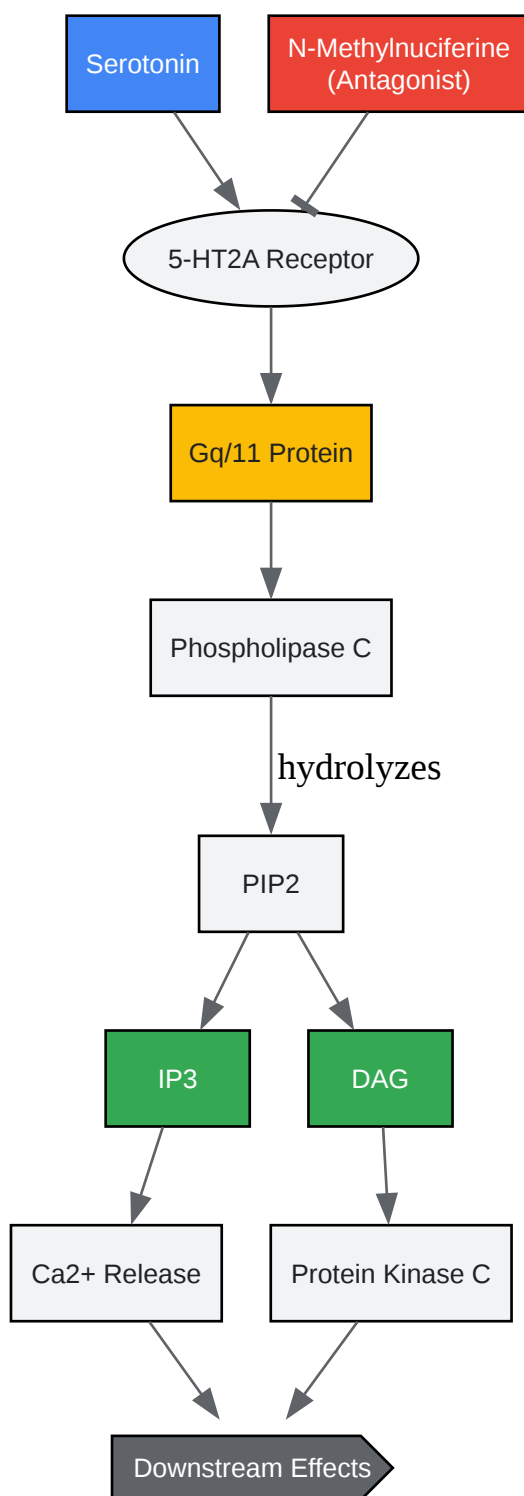 Serotonin
N-Methylnuciferine
(Antagonist)
5-HT2A Receptor
Gq/11 Protein
Phospholipase C
hydrolyzes
PIP2
IP3
DAG
Ca2+ Release
Protein Kinase C
Downstream Effects